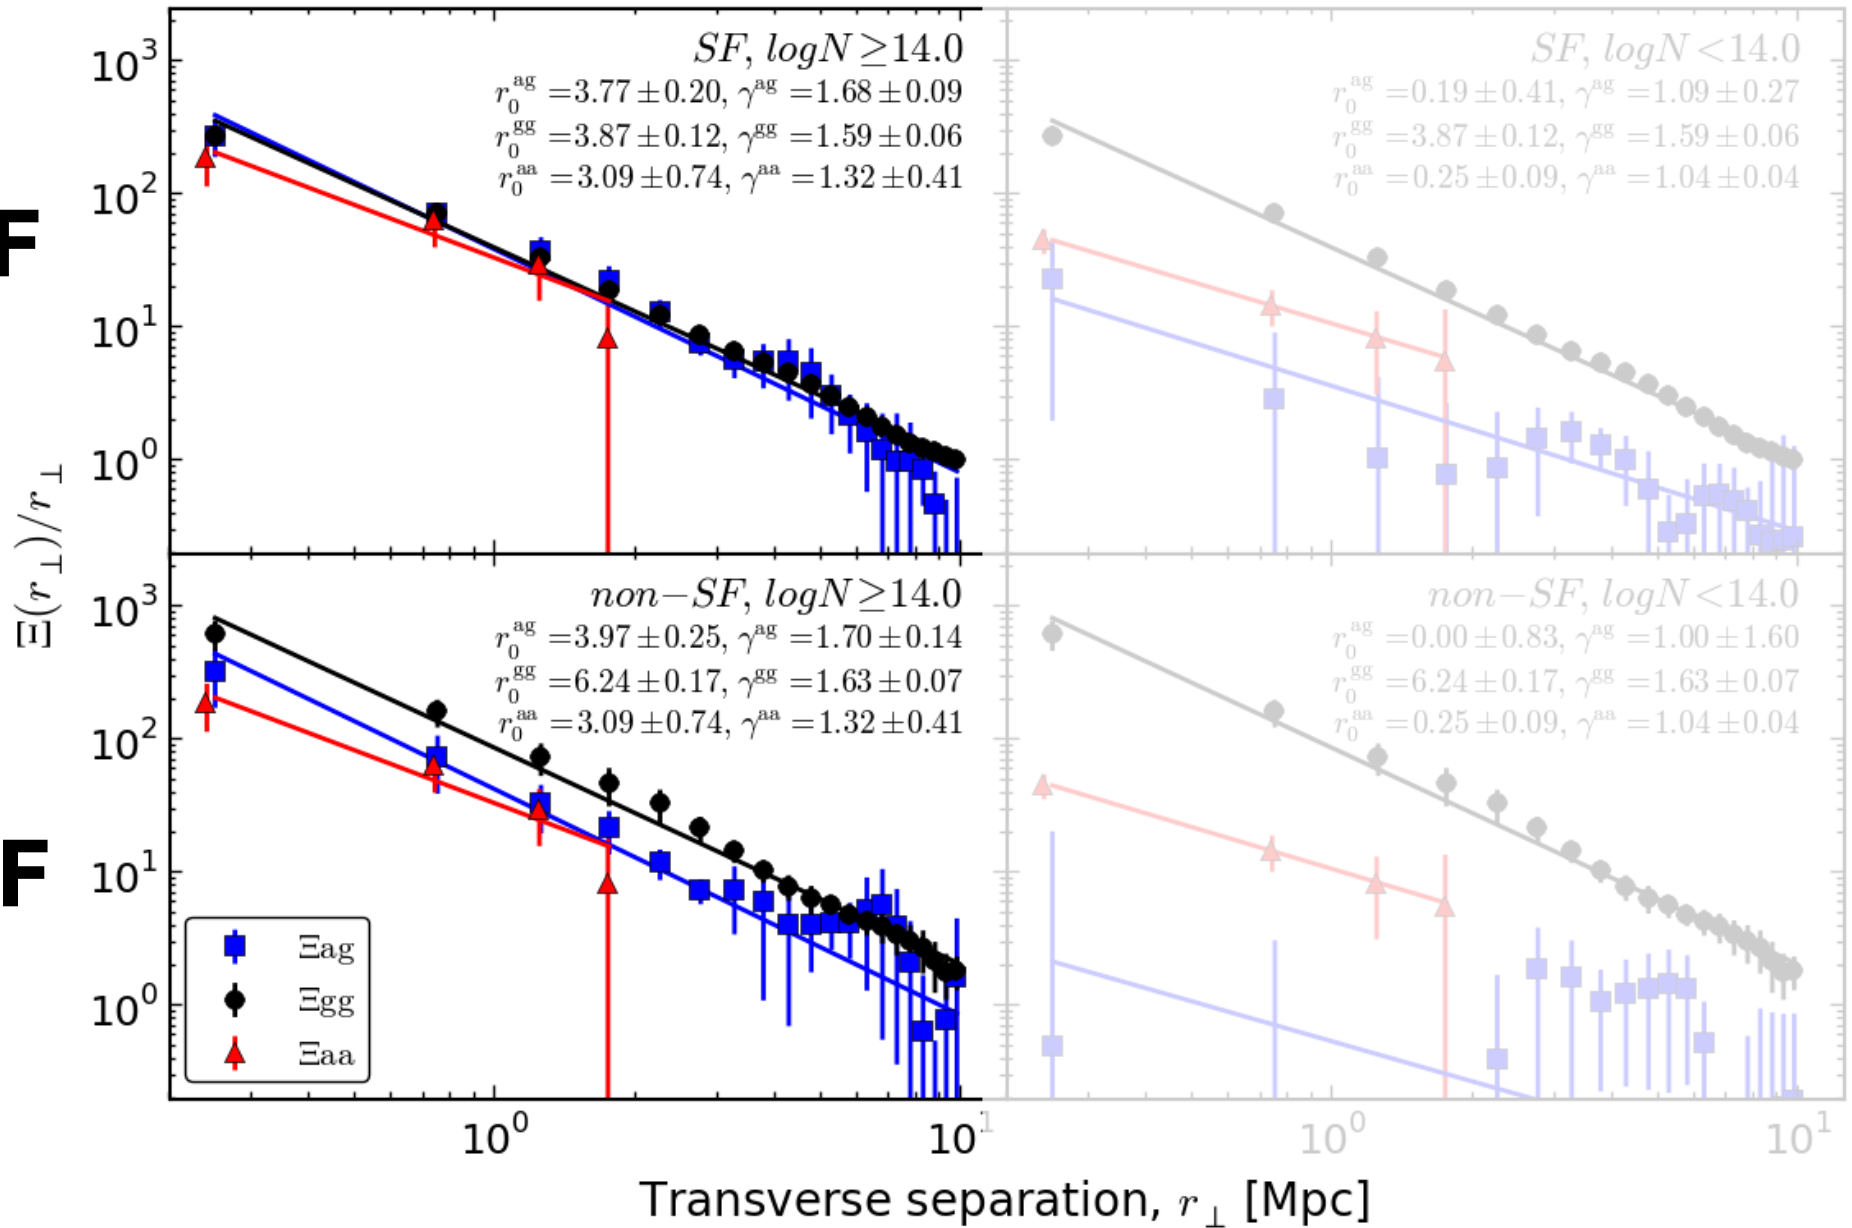 10³
10²
10¹
10⁰
SF, logN ≥14.0
r₀ᵃᵍ =3.77±0.20, γᵃᵍ =1.68±0.09
r₀ᵍᵍ =3.87±0.12, γᵍᵍ =1.59±0.06
r₀ᵃᵃ =3.09±0.74, γᵃᵃ =1.32±0.41
SF, logN <14.0
r₀ᵃᵍ =0.19±0.41, γᵃᵍ =1.09±0.27
r₀ᵍᵍ =3.87±0.12, γᵍᵍ =1.59±0.06
r₀ᵃᵃ =0.25±0.09, γᵃᵃ =1.04±0.04
F
Ξ(r⊥)/r⊥
10³
10²
10¹
10⁰
non−SF, logN ≥14.0
r₀ᵃᵍ =3.97±0.25, γᵃᵍ =1.70±0.14
r₀ᵍᵍ =6.24±0.17, γᵍᵍ =1.63±0.07
r₀ᵃᵃ =3.09±0.74, γᵃᵃ =1.32±0.41
non−SF, logN <14.0
r₀ᵃᵍ =0.00±0.83, γᵃᵍ =1.00±1.60
r₀ᵍᵍ =6.24±0.17, γᵍᵍ =1.63±0.07
r₀ᵃᵃ =0.25±0.09, γᵃᵃ =1.04±0.04
F
Ξag
Ξgg
Ξaa
10⁰ 10¹ 10⁰ 10¹
Transverse separation, r⊥ [Mpc]